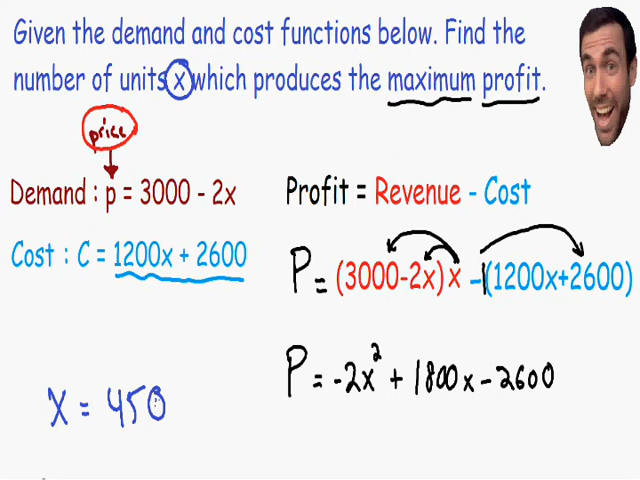 Given the demand and cost functions below. Find the
number of units x which produces the maximum profit.
price
Demand : p = 3000 - 2x
Cost : C = 1200x + 2600
Profit = Revenue - Cost
P = (3000-2x)x -1(1200x+2600)
P = -2x² + 1800x - 2600
x = 450